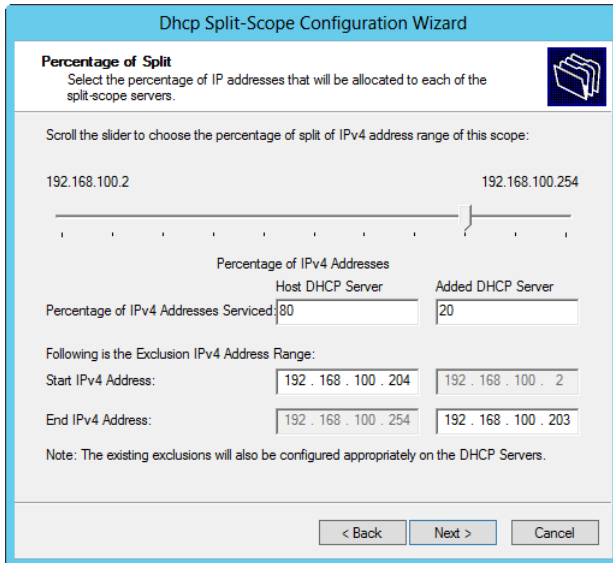 Dhcp Split-Scope Configuration Wizard
Percentage of Split
Select the percentage of IP addresses that will be allocated to each of the
split-scope servers.
Scroll the slider to choose the percentage of split of IPv4 address range of this scope:
192.168.100.2 192.168.100.254
Percentage of IPv4 Addresses
Host DHCP Server Added DHCP Server
Percentage of IPv4 Addresses Serviced: 80 20
Following is the Exclusion IPv4 Address Range:
Start IPv4 Address: 192 . 168 . 100 . 204 192 . 168 . 100 . 2
End IPv4 Address: 192 . 168 . 100 . 254 192 . 168 . 100 . 203
Note: The existing exclusions will also be configured appropriately on the DHCP Servers.
< Back Next > Cancel